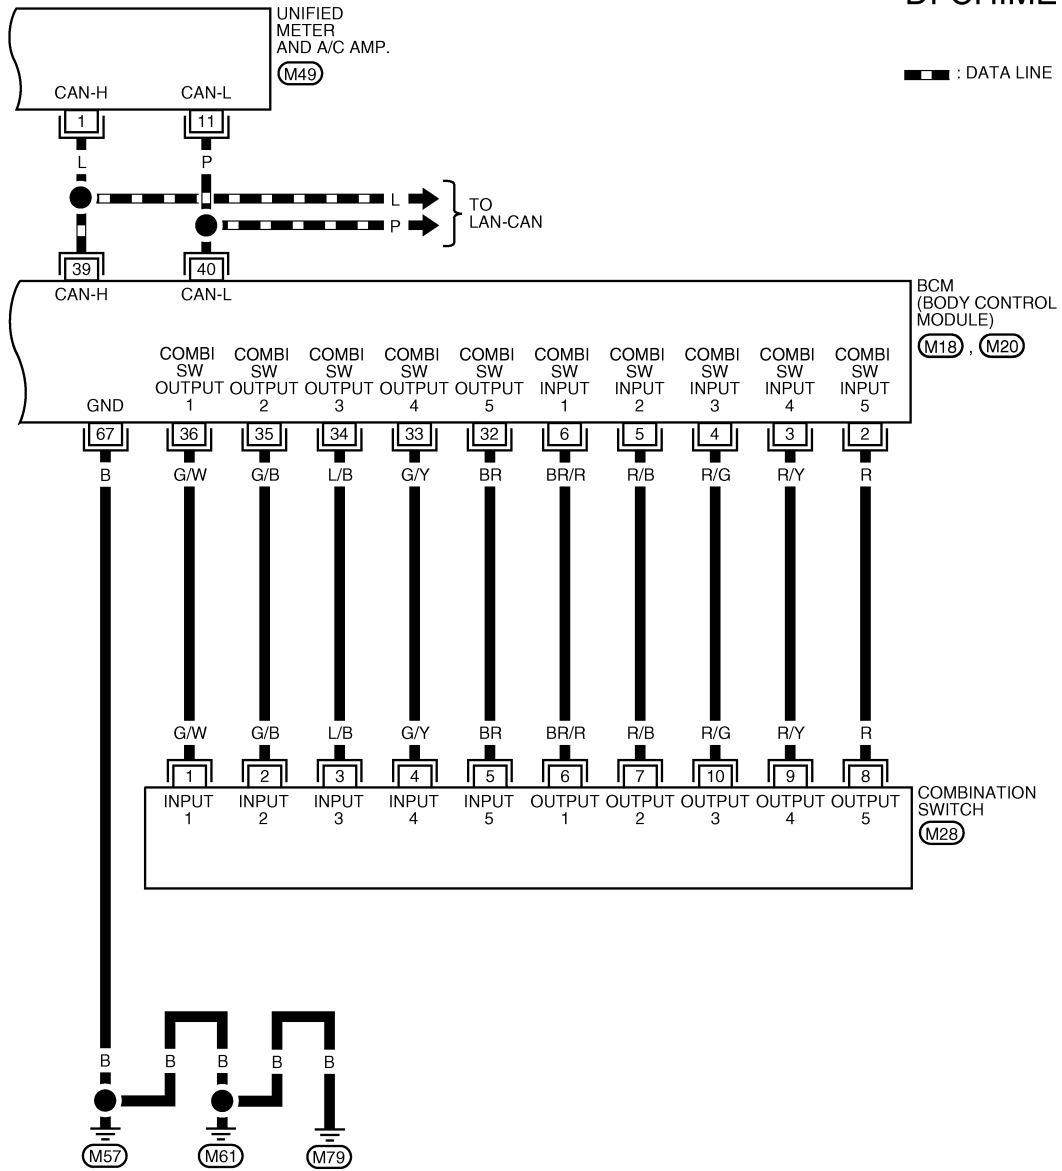 UNIFIED
METER
AND A/C AMP.
M49
: DATA LINE
CAN-H CAN-L
1 11
L P
L
P
TO
LAN-CAN
39 40
CAN-H CAN-L
BCM
(BODY CONTROL
MODULE)
M18 , M20
COMBI COMBI COMBI COMBI COMBI COMBI COMBI COMBI COMBI COMBI
SW SW SW SW SW SW SW SW SW SW
OUTPUT OUTPUT OUTPUT OUTPUT OUTPUT INPUT INPUT INPUT INPUT INPUT
GND 1 2 3 4 5 1 2 3 4 5
67 36 35 34 33 32 6 5 4 3 2
B G/W G/B L/B G/Y BR BR/R R/B R/G R/Y R
G/W G/B L/B G/Y BR BR/R R/B R/G R/Y R
1 2 3 4 5 6 7 10 9 8
INPUT INPUT INPUT INPUT INPUT OUTPUT OUTPUT OUTPUT OUTPUT OUTPUT
1 2 3 4 5 1 2 3 4 5
COMBINATION
SWITCH
M28
B B B B B
M57 M61 M79